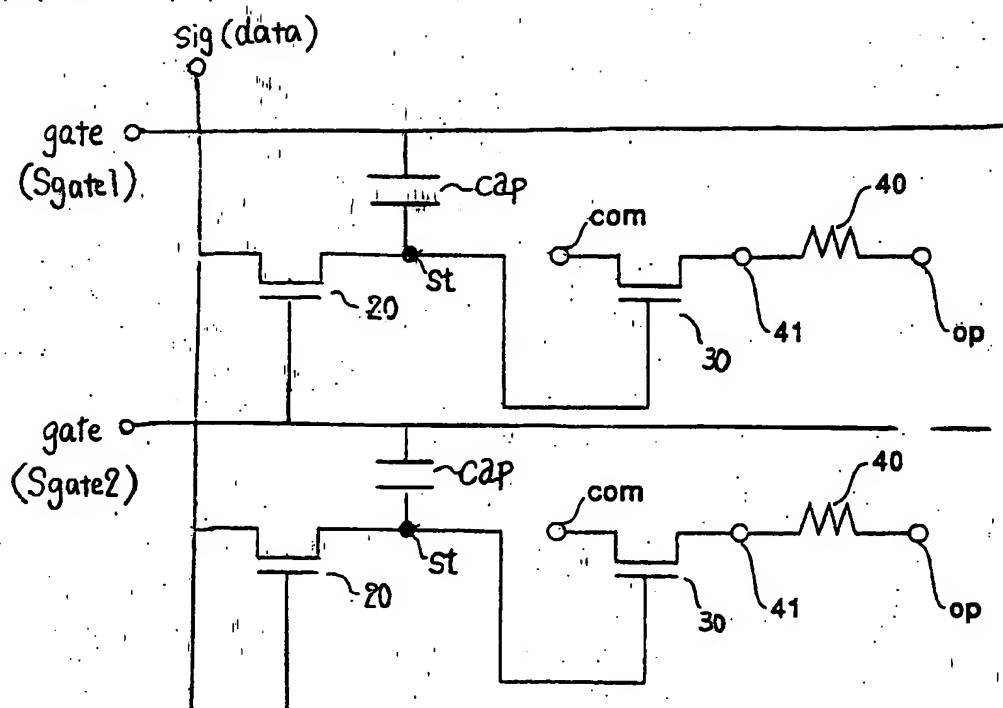 sig (data)
gate
(Sgate1)
cap
40
com
st
20
30
41
op
gate
(Sgate2)
cap
40
com
st
20
30
41
op